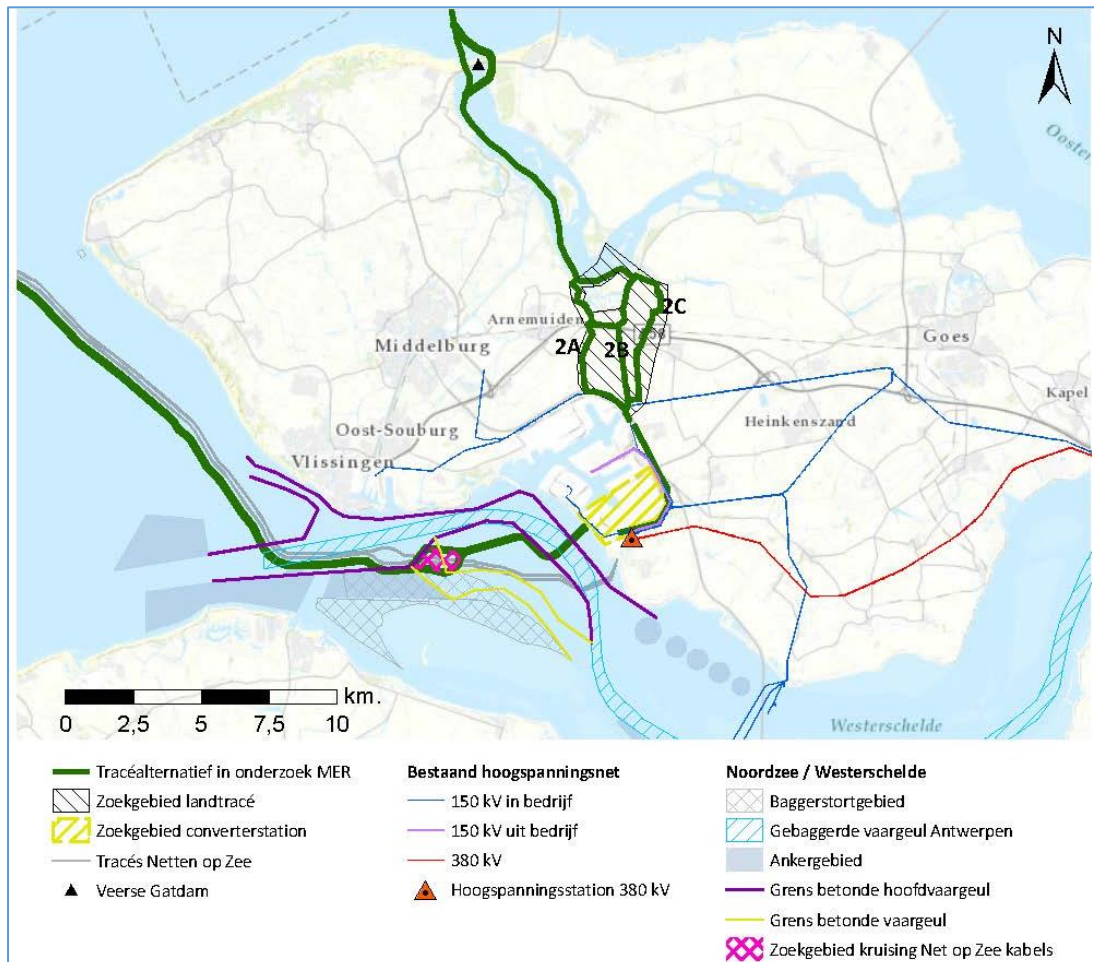 N
Ooster
2C
Arnemuiden
Goes
Middelburg
2A
2B
Kapel
Heinkenszand
Oost-Souburg
Vlissingen
km.
0 2,5 5 7,5 10
Westerschelde
Tracéalternatief in onderzoek MER
Zoekgebied landtracé
Zoekgebied converterstation
Tracés Netten op Zee
Veerse Gatdam
Bestaand hoogspanningsnet
150 kV in bedrijf
150 kV uit bedrijf
380 kV
Hoogspanningsstation 380 kV
Noordzee / Westerschelde
Baggerstortgebied
Gebaggerde vaargeul Antwerpen
Ankergebied
Grens betonde hoofdvaargeul
Grens betonde vaargeul
Zoekgebied kruising Net op Zee kabels